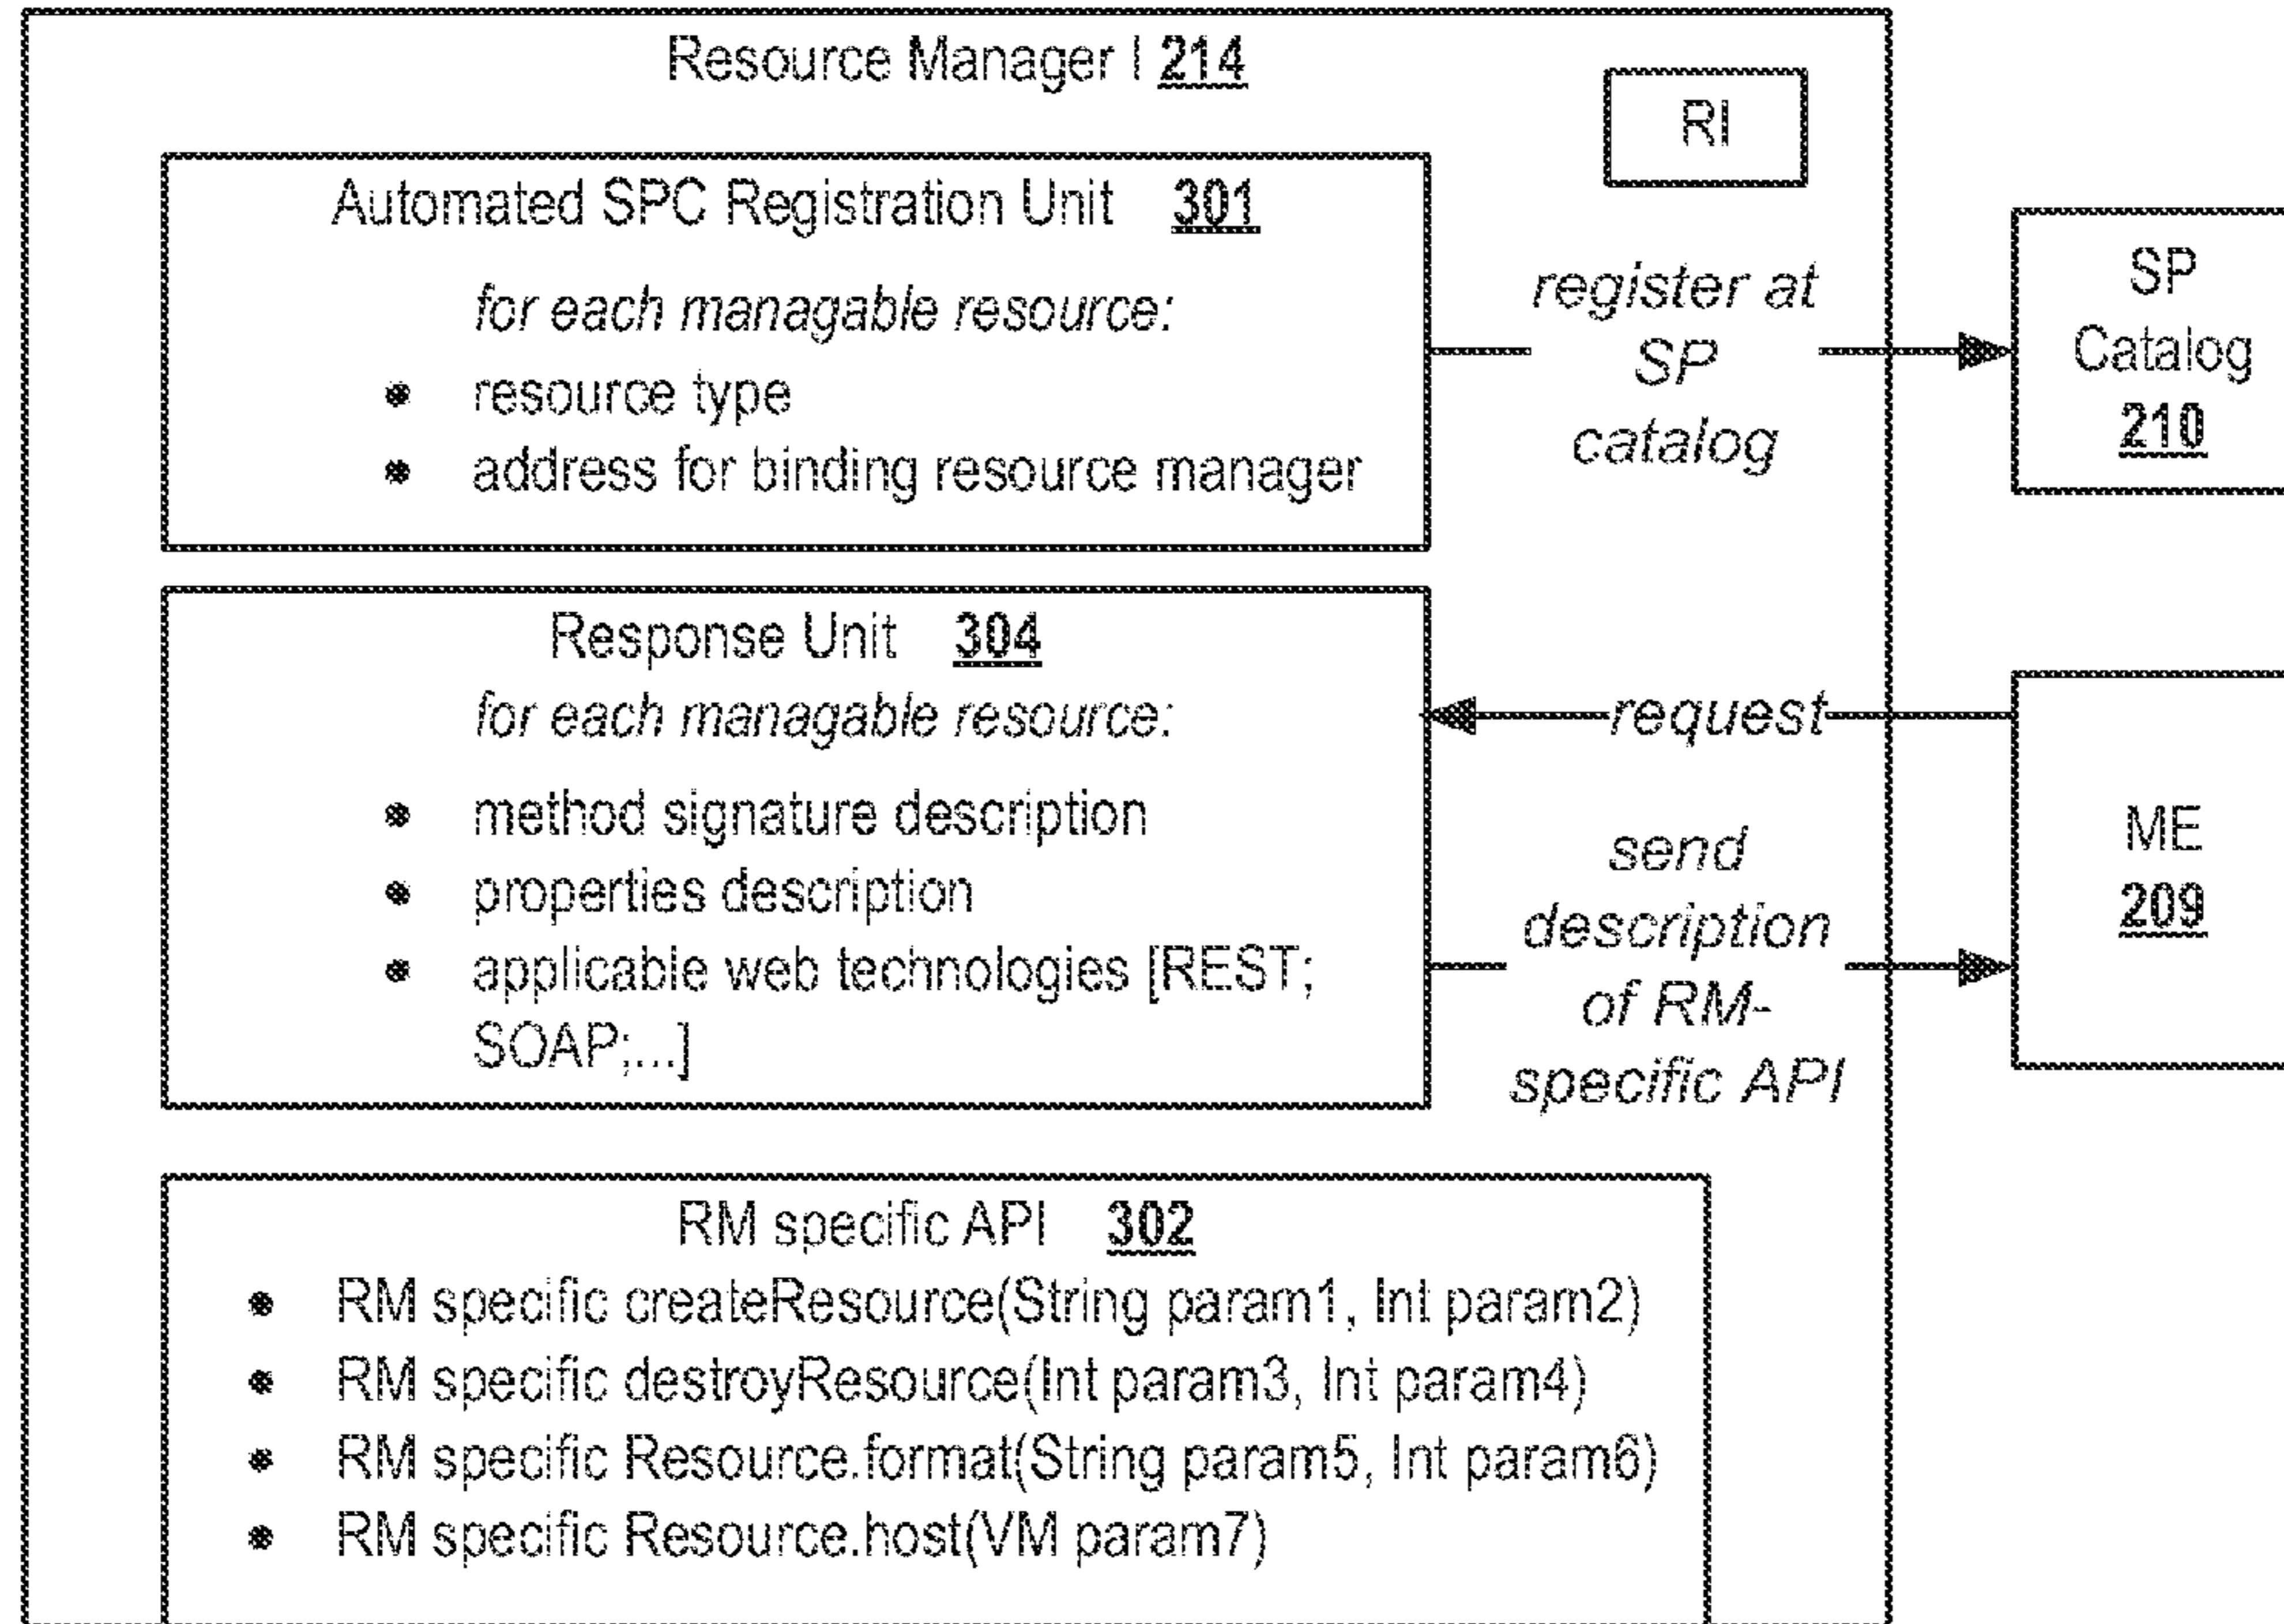 Resource Manager I 214
RI
Automated SPC Registration Unit 301
for each managable resource:
• resource type
• address for binding resource manager
register at
SP
catalog
SP
Catalog
210
Response Unit 304
for each managable resource:
• method signature description
• properties description
• applicable web technologies [REST;
SOAP;...]
request
send
description
of RM-
specific API
ME
209
RM specific API 302
• RM specific createResource(String param1, Int param2)
• RM specific destroyResource(Int param3, Int param4)
• RM specific Resource.format(String param5, Int param6)
• RM specific Resource.host(VM param7)